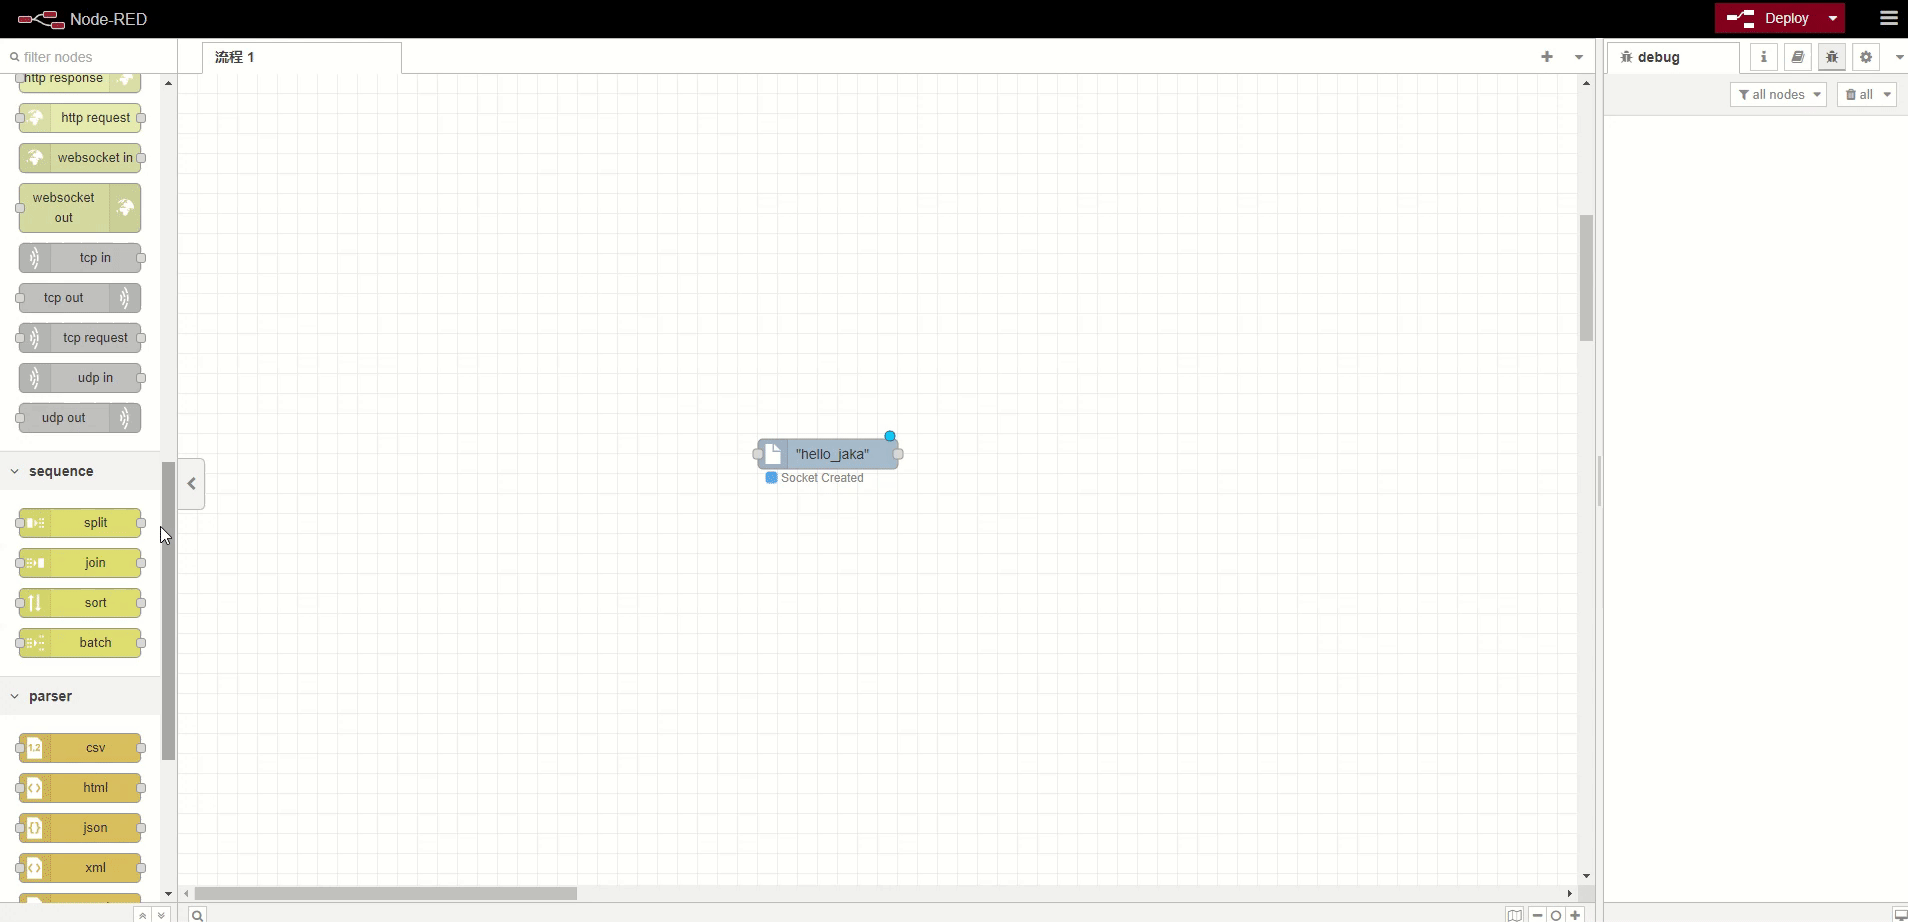 Node-RED
Deploy
filter nodes
流程 1
debug
all nodes
all
http response
http request
websocket in
websocket
out
tcp in
tcp out
tcp request
udp in
udp out
sequence
split
join
sort
batch
parser
csv
html
json
xml
"hello_jaka"
Socket Created